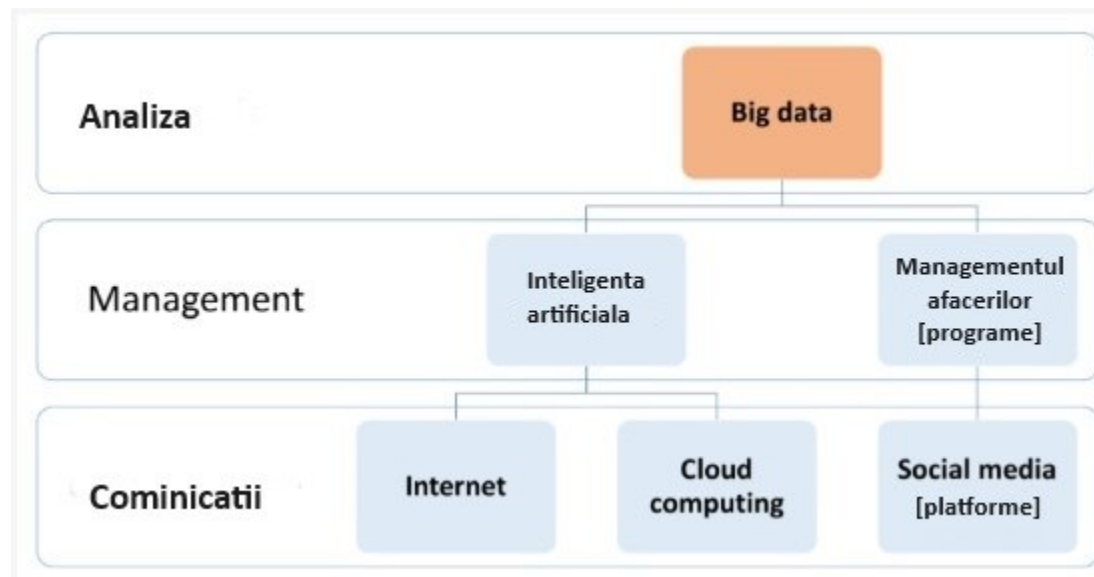 Analiza
Big data
Management
Inteligenta
artificiala
Managementul
afacerilor
[programe]
Cominicatii
Internet
Cloud
computing
Social media
[platforme]